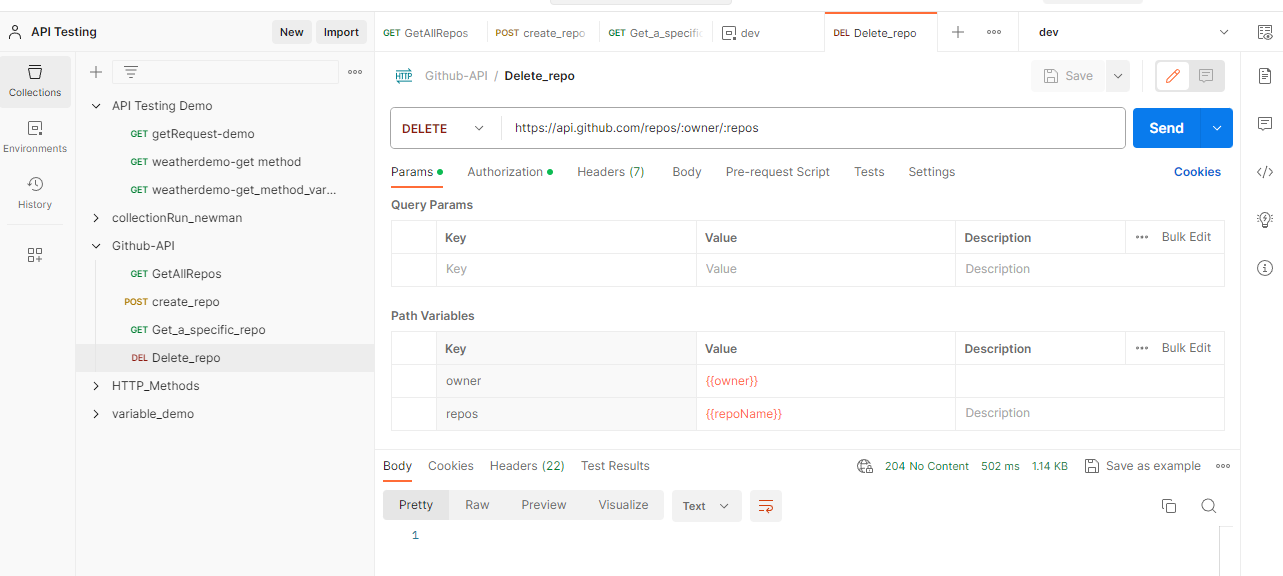 API Testing
New
Import
GET GetAllRepos
POST create_repo
GET Get_a_specifi
dev
DEL Delete_repo
dev
Collections
Environments
History
API Testing Demo
GET getRequest-demo
GET weatherdemo-get method
GET weatherdemo-get_method_var...
collectionRun_newman
Github-API
GET GetAllRepos
POST create_repo
GET Get_a_specific_repo
DEL Delete_repo
HTTP_Methods
variable_demo
HTTP Github-API / Delete_repo
Save
DELETE https://api.github.com/repos/:owner/:repos
Send
Params Authorization Headers (7) Body Pre-request Script Tests Settings Cookies
Query Params
Key Value Description ... Bulk Edit
Key Value Description
Path Variables
Key Value Description ... Bulk Edit
owner {{owner}}
repos {{repoName}} Description
Body Cookies Headers (22) Test Results 204 No Content 502 ms 1.14 KB Save as example
Pretty Raw Preview Visualize Text
1